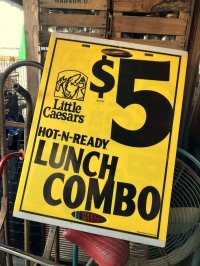 $5
Little
Caesars
HOT-N-READY
LUNCH
COMBO